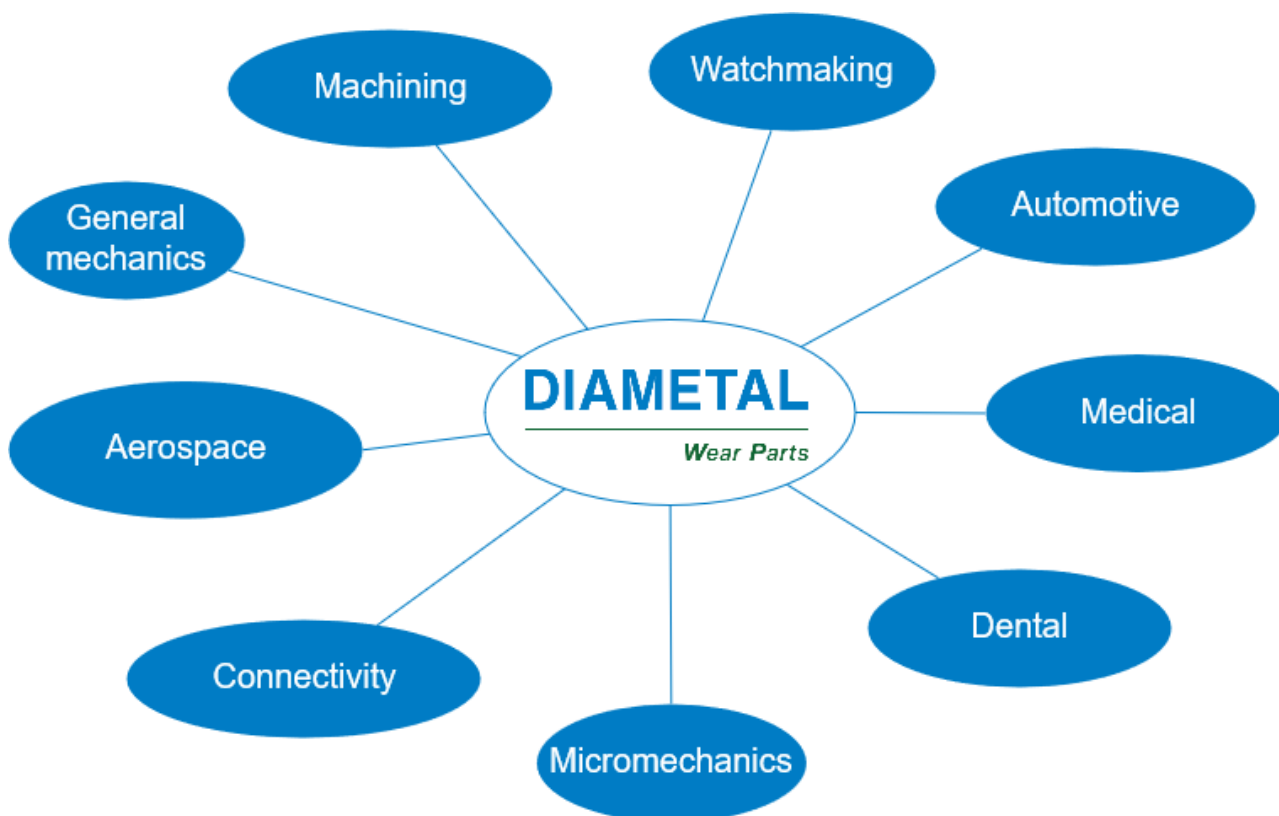 Watchmaking
Machining
Automotive
General
mechanics
DIAMETAL
Wear Parts
Medical
Aerospace
Dental
Connectivity
Micromechanics